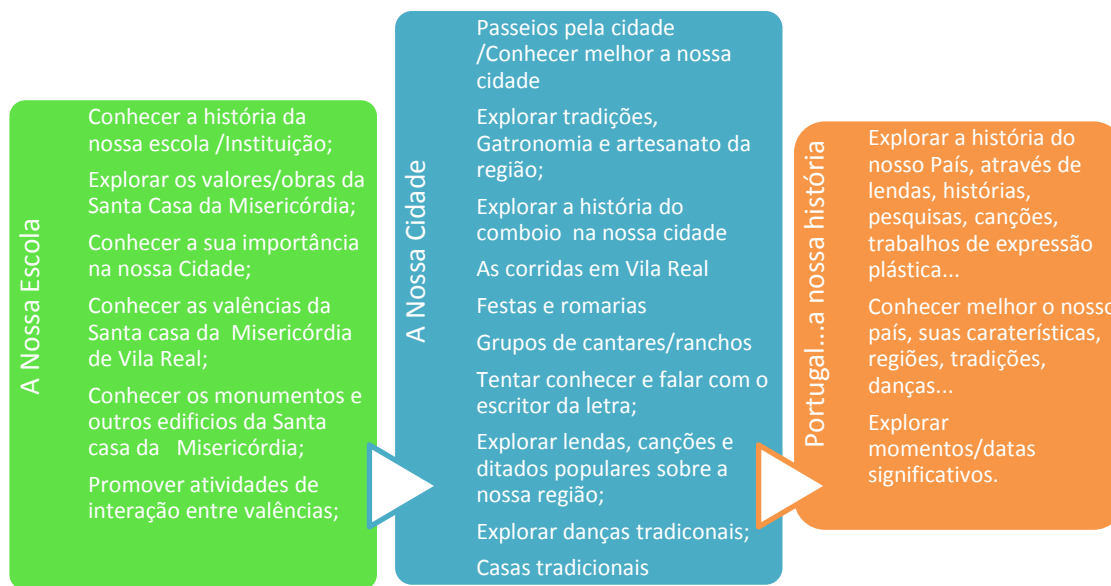 A Nossa Escola
Conhecer a história da
nossa escola /Instituição;
Explorar os valores/obras da
Santa Casa da Misericórdia;
Conhecer a sua importância
na nossa Cidade;
Conhecer as valências da
Santa casa da Misericórdia
de Vila Real;
Conhecer os monumentos e
outros edificios da Santa
casa da Misericórdia;
Promover atividades de
interação entre valências;
A Nossa Cidade
Passeios pela cidade
/Conhecer melhor a nossa
cidade
Explorar tradições,
Gatronomia e artesanato da
região;
Explorar a história do
comboio na nossa cidade
As corridas em Vila Real
Festas e romarias
Grupos de cantares/ranchos
Tentar conhecer e falar com o
escritor da letra;
Explorar lendas, canções e
ditados populares sobre a
nossa região;
Explorar danças tradiconais;
Casas tradicionais
Portugal...a nossa história
Explorar a história do
nosso País, através de
lendas, histórias,
pesquisas, canções,
trabalhos de expressão
plástica...
Conhecer melhor o nosso
país, suas caraterísticas,
regiões, tradições,
danças...
Explorar
momentos/datas
significativos.